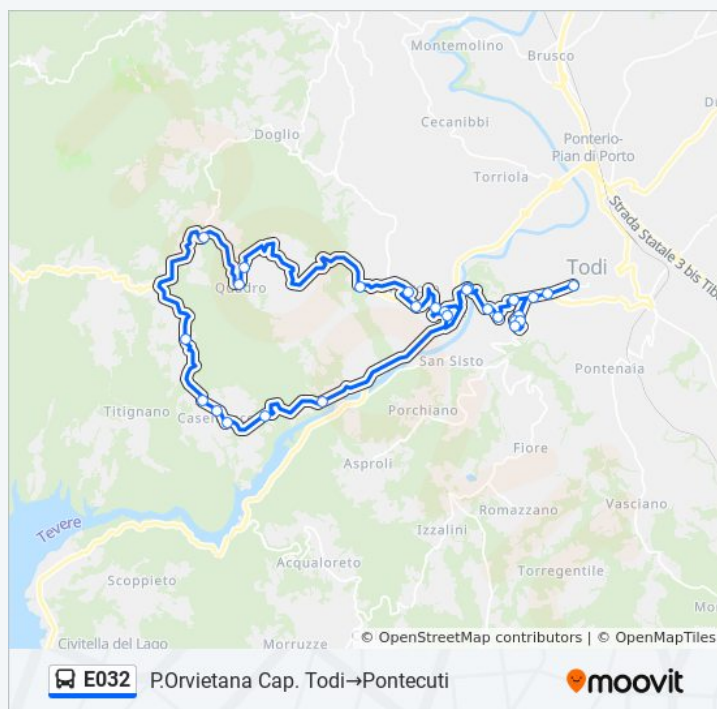 Montemolino
Brusco
Cecanibbi
Ponterio-
Pian di Porto
Doglio
Torriola
Strada Statale 3 bis Tib
Todi
Quadro
San Sisto
Pontenaia
Titignano
Porchiano
Fiore
Asproli
Romazzano
Vasciano
Tevere
Izzalini
Acqualoreto
Scoppieto
Torregentile
Civitella del Lago
Morruzze
© OpenStreetMap contributors | © OpenMapTiles
E032
P.Orvietana Cap. Todi→Pontecuti
moovit